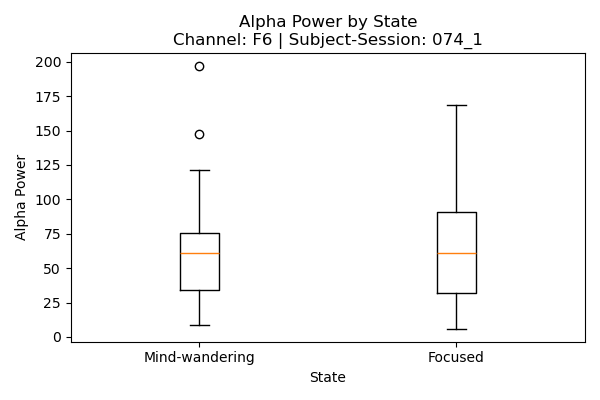 Alpha Power by State
Channel: F6 | Subject-Session: 074_1
200
175
150
125
100
75
50
25
0
Alpha Power
Mind-wandering
Focused
State